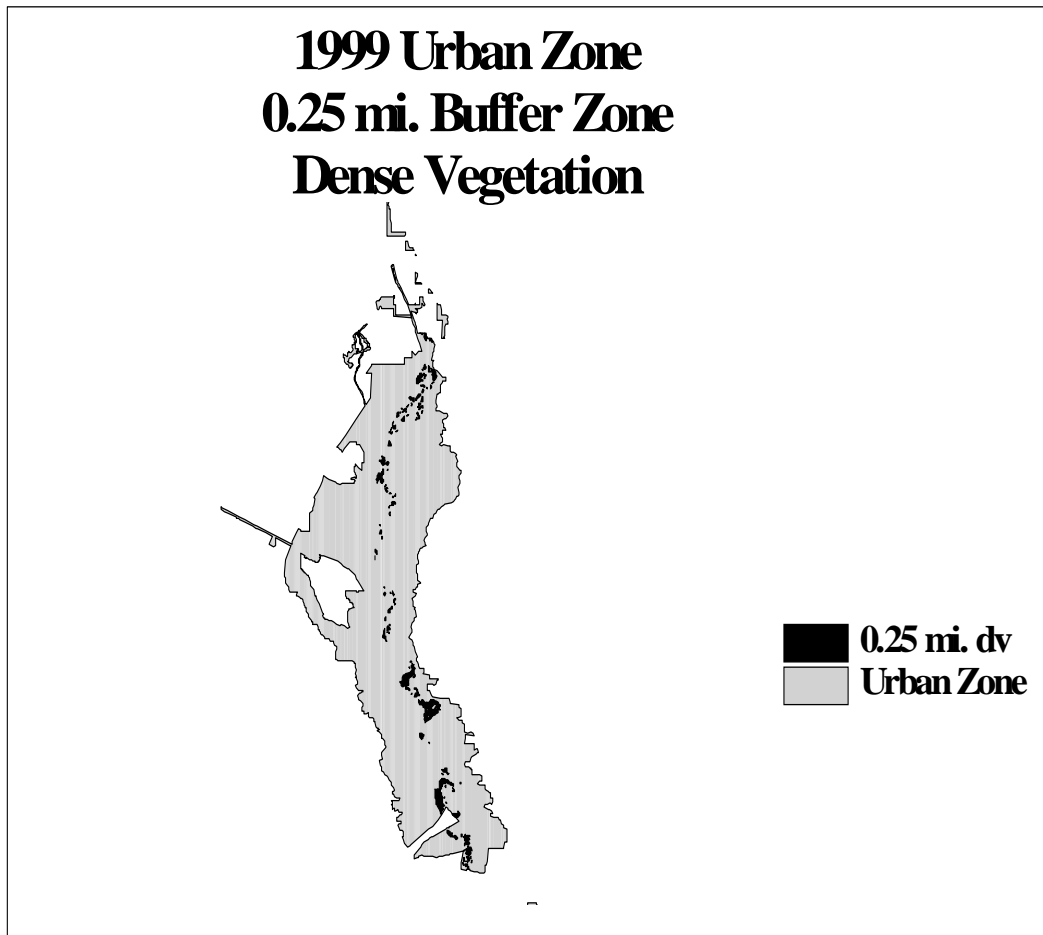 1999 Urban Zone
0.25 mi. Buffer Zone
Dense Vegetation
0.25 mi. dv
Urban Zone